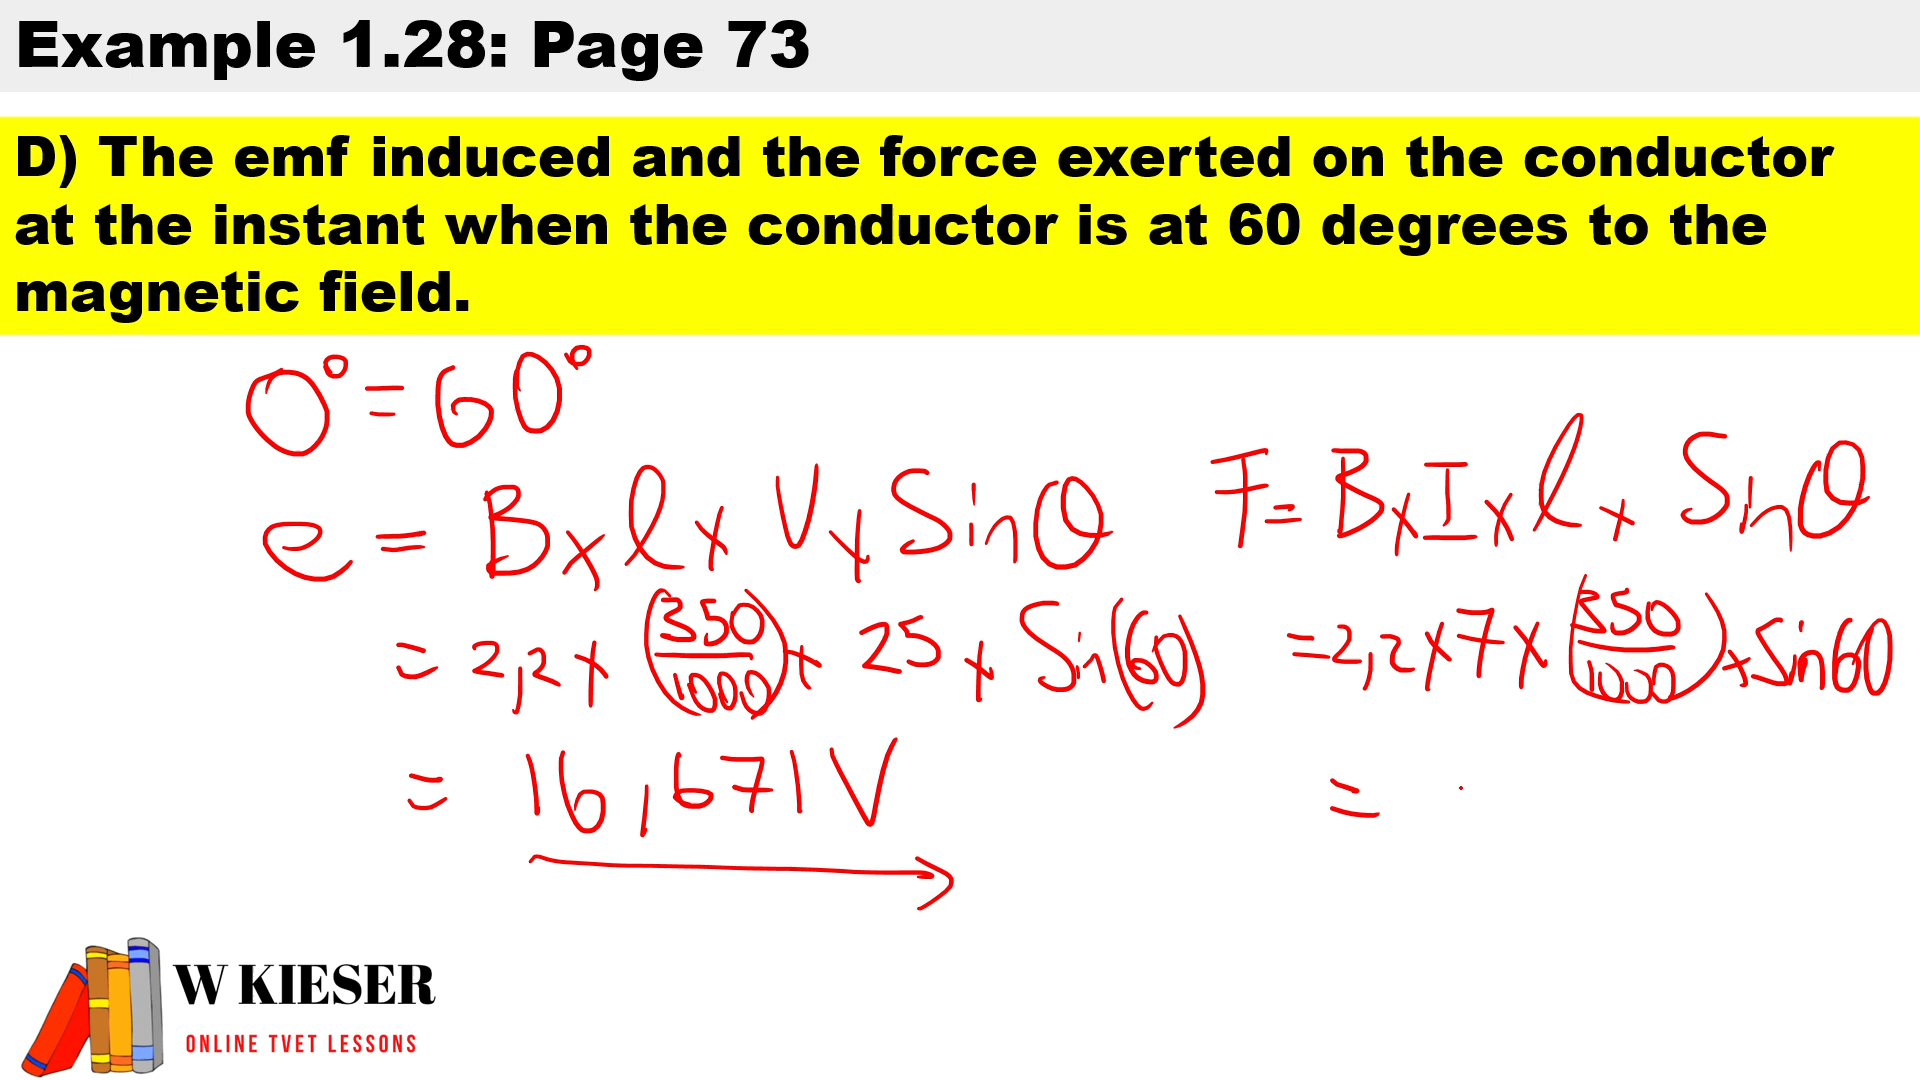 Example 1.28: Page 73
D) The emf induced and the force exerted on the conductor
at the instant when the conductor is at 60 degrees to the
magnetic field.
O° = 60°
e = B x l x V x Sinθ
= 2,2 x (350/1000) x 25 x Sin(60)
= 16,671V
F = B x I x l x Sinθ
= 2,2 x 7 x (350/1000) x Sin60
=
W KIESER
ONLINE TVET LESSONS